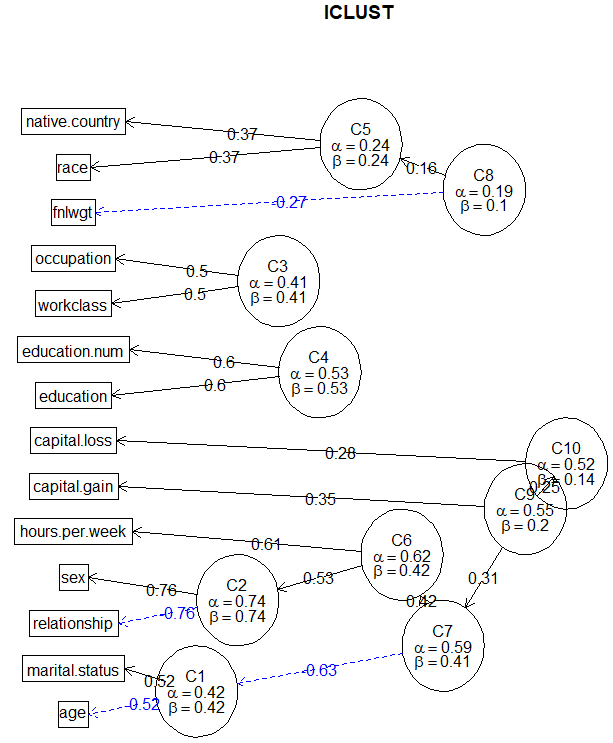 ICLUST
native.country
0.37
C5
α = 0.24
β = 0.24
race
0.37
0.16
C8
α = 0.19
β = 0.1
fnlwgt
-0.27
occupation
0.5
C3
α = 0.41
β = 0.41
workclass
0.5
education.num
0.6
C4
α = 0.53
β = 0.53
education
0.6
capital.loss
0.28
C10
α = 0.52
β = 0.14
capital.gain
0.35
0.25
C9
α = 0.55
β = 0.2
hours.per.week
0.61
C6
α = 0.62
β = 0.42
sex
0.76
C2
α = 0.74
β = 0.74
0.53
0.31
relationship
-0.76
0.42
C7
α = 0.59
β = 0.41
marital.status
0.52
C1
α = 0.42
β = 0.42
-0.63
age
-0.52